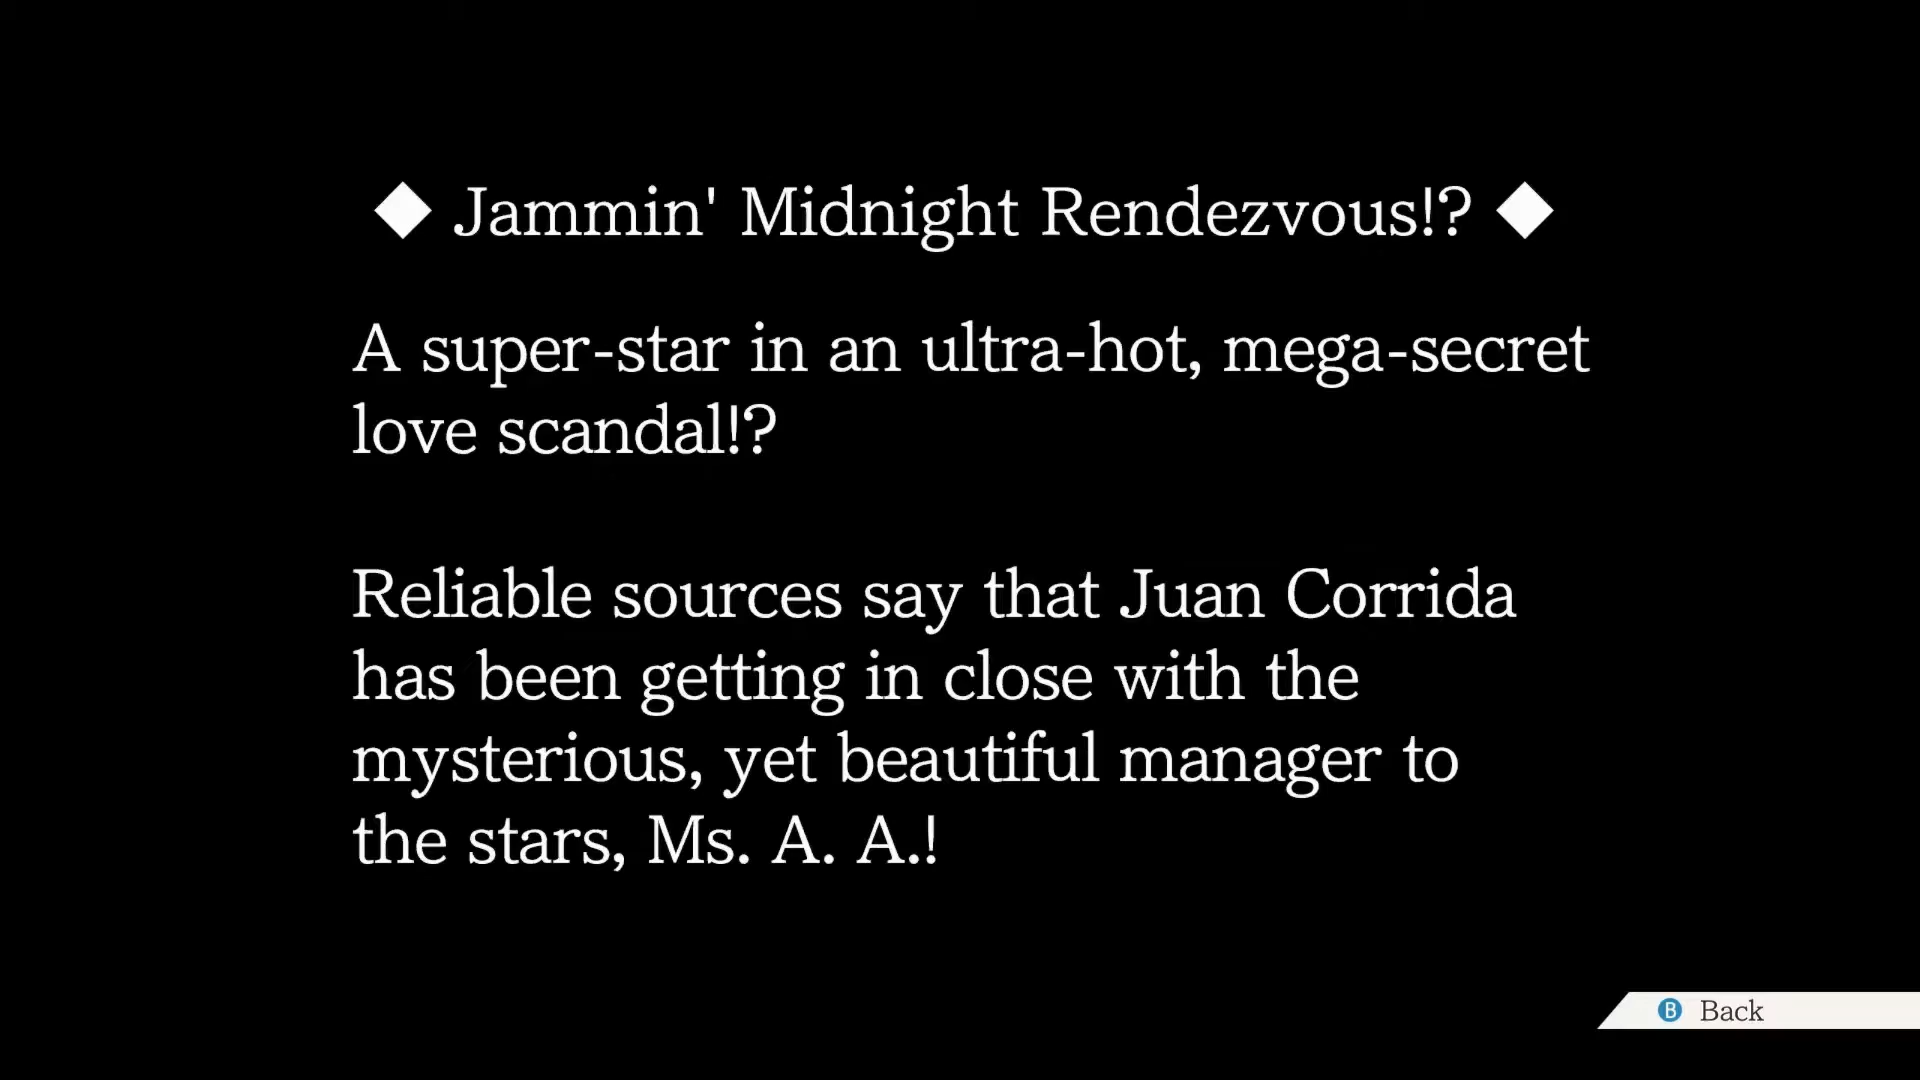 ◆ Jammin' Midnight Rendezvous!? ◆
A super-star in an ultra-hot, mega-secret
love scandal!?
Reliable sources say that Juan Corrida
has been getting in close with the
mysterious, yet beautiful manager to
the stars, Ms. A. A.!
B Back